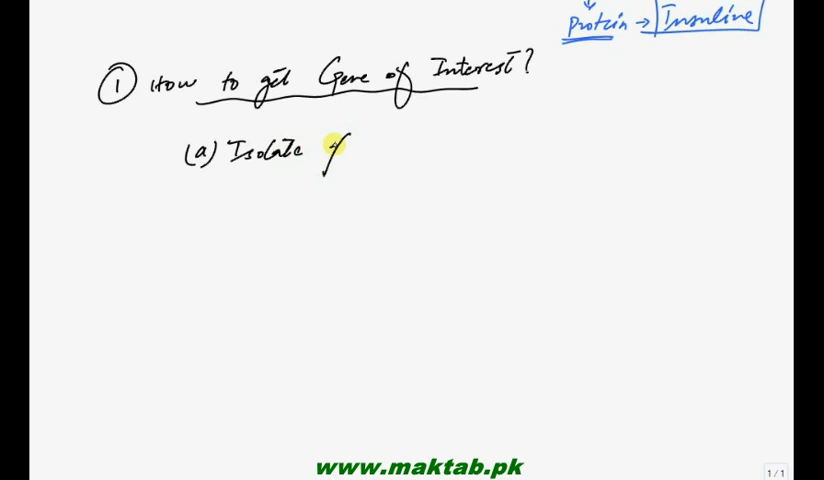 Protein → Insuline
① How to get Gene of Interest?
(a) Isolate
www.maktab.pk
1/1